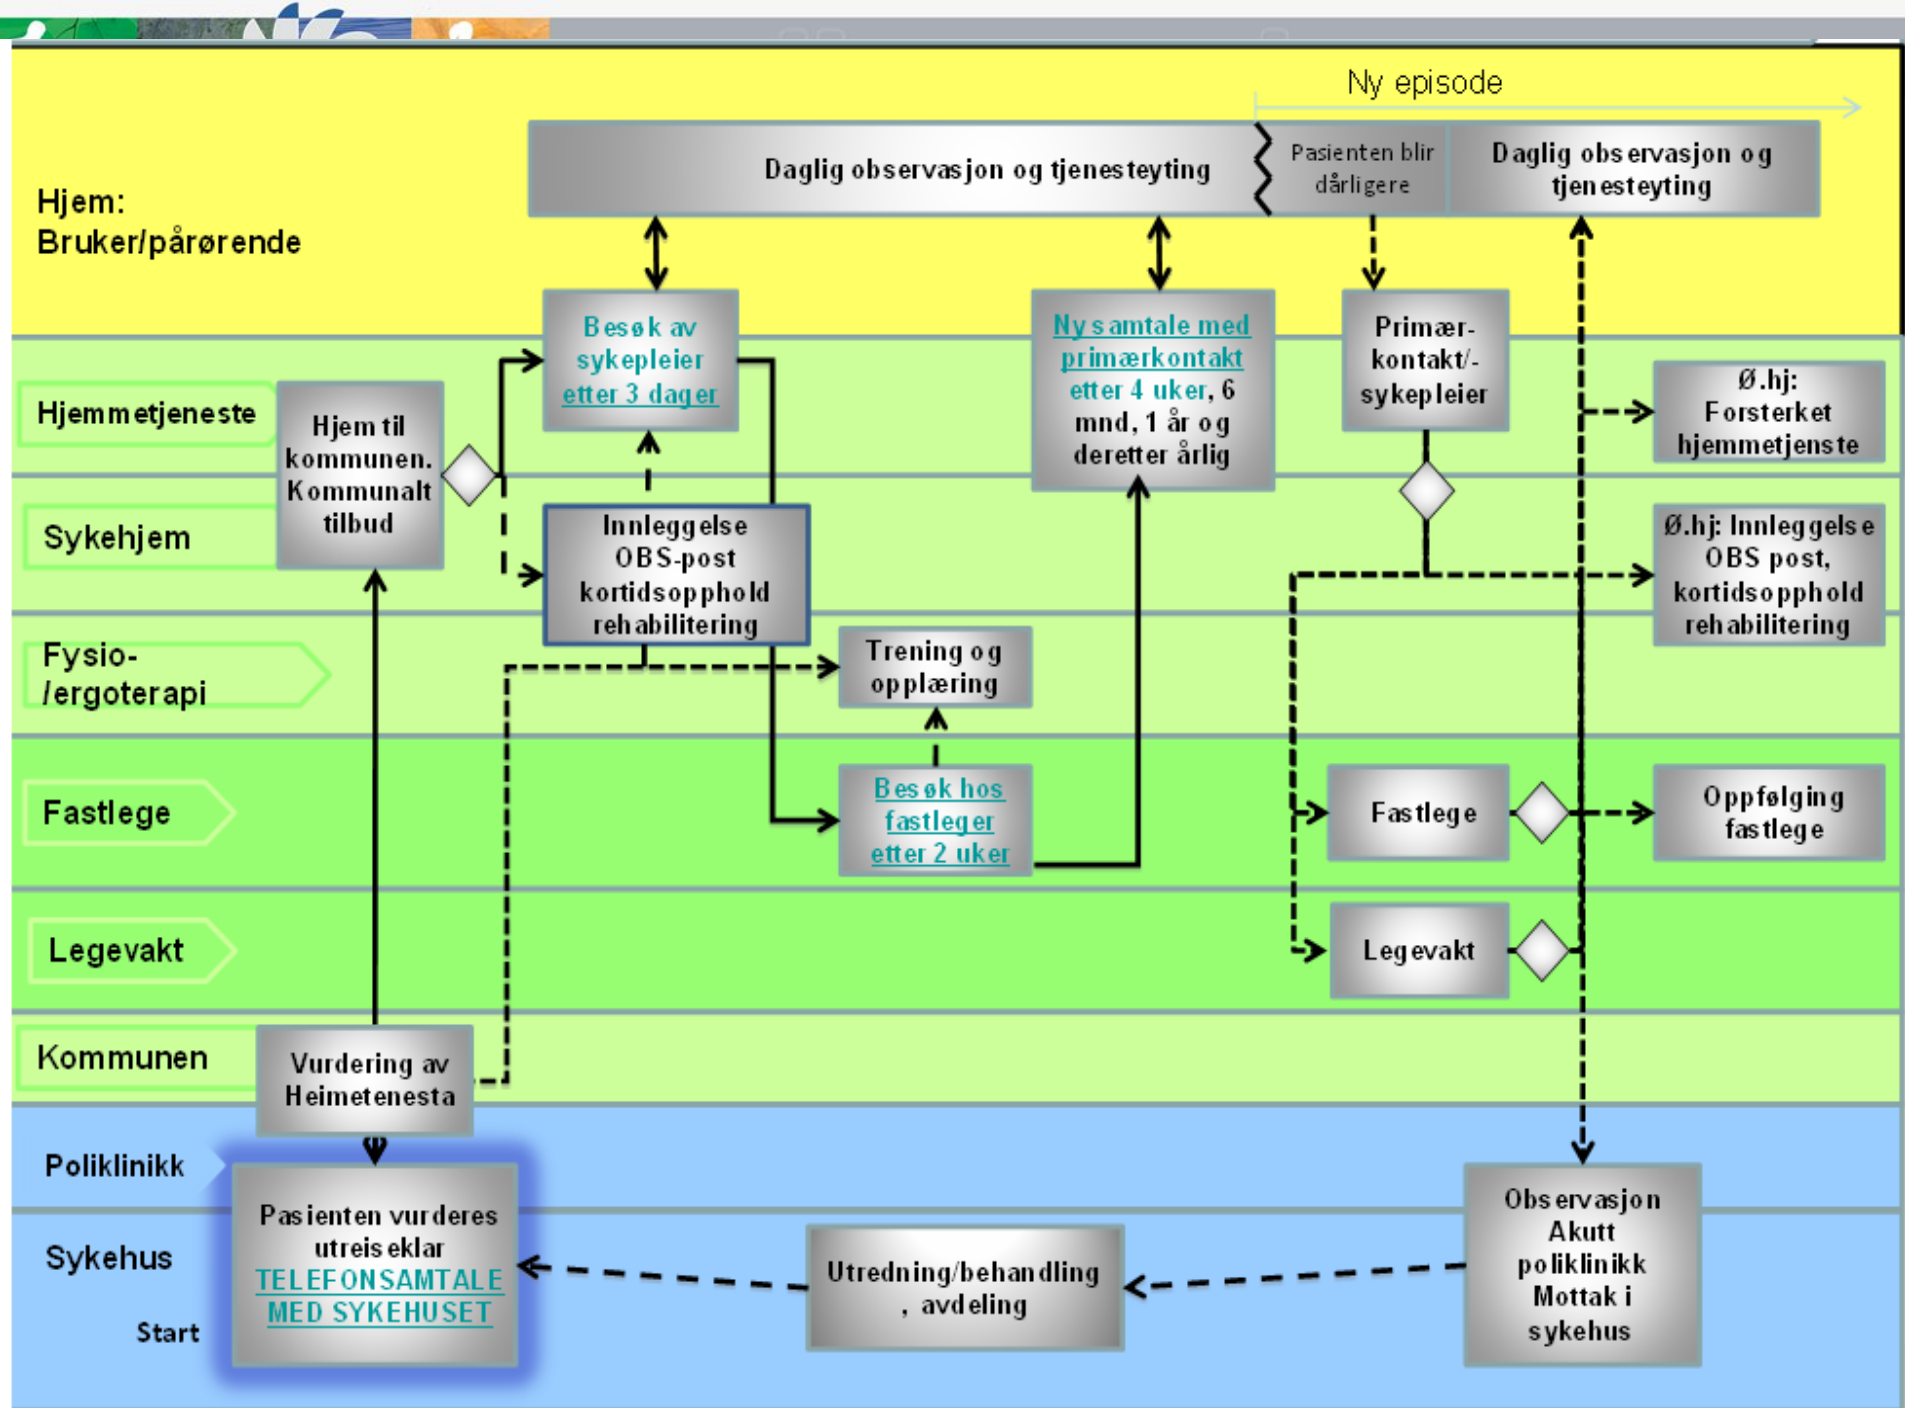 Ny episode
Daglig observasjon og tjenesteyting
Pasienten blir
dårligere
Daglig observasjon og
tjenesteyting
Hjem:
Bruker/pårørende
Besøk av
sykepleier
etter 3 dager
Ny samtale med
primærkontakt
etter 4 uker, 6
mnd, 1 år og
deretter årlig
Primær-
kontakt/-
sykepleier
Ø.hj:
Forsterket
hjemmetjenste
Hjemmetjeneste
Hjem til
kommunen.
Kommunalt
tilbud
Sykehjem
Innleggelse
OBS-post
kortidsopphold
rehabilitering
Ø.hj: Innleggelse
OBS post,
kortidsopphold
rehabilitering
Fysio-
/ergoterapi
Trening og
opplæring
Fastlege
Besøk hos
fastleger
etter 2 uker
Fastlege
Oppfølging
fastlege
Legevakt
Legevakt
Kommunen
Vurdering av
Heimetenesta
Poliklinikk
Sykehus
Start
Pasienten vurderes
utreiseklar
TELEFONSAMTALE
MED SYKEHUSET
Utredning/behandling
, avdeling
Observasjon
Akutt
poliklinikk
Mottak i
sykehus